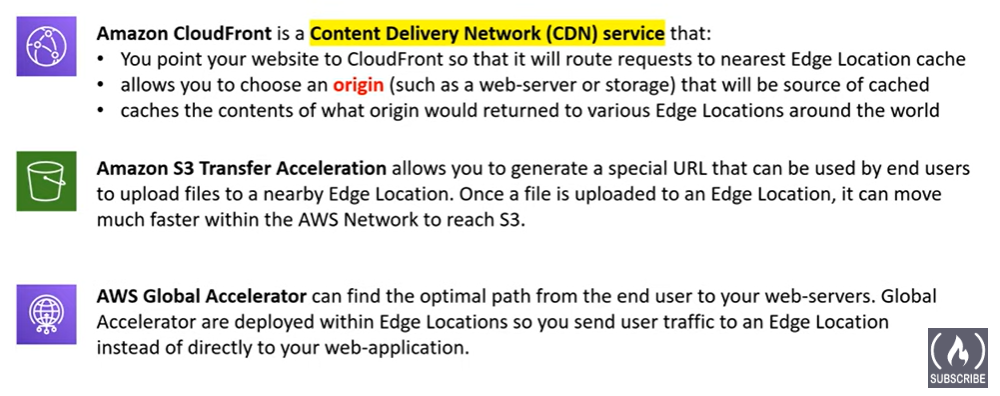 Amazon CloudFront is a Content Delivery Network (CDN) service that:
• You point your website to CloudFront so that it will route requests to nearest Edge Location cache
• allows you to choose an origin (such as a web-server or storage) that will be source of cached
• caches the contents of what origin would returned to various Edge Locations around the world
Amazon S3 Transfer Acceleration allows you to generate a special URL that can be used by end users
to upload files to a nearby Edge Location. Once a file is uploaded to an Edge Location, it can move
much faster within the AWS Network to reach S3.
AWS Global Accelerator can find the optimal path from the end user to your web-servers. Global
Accelerator are deployed within Edge Locations so you send user traffic to an Edge Location
instead of directly to your web-application.
SUBSCRIBE